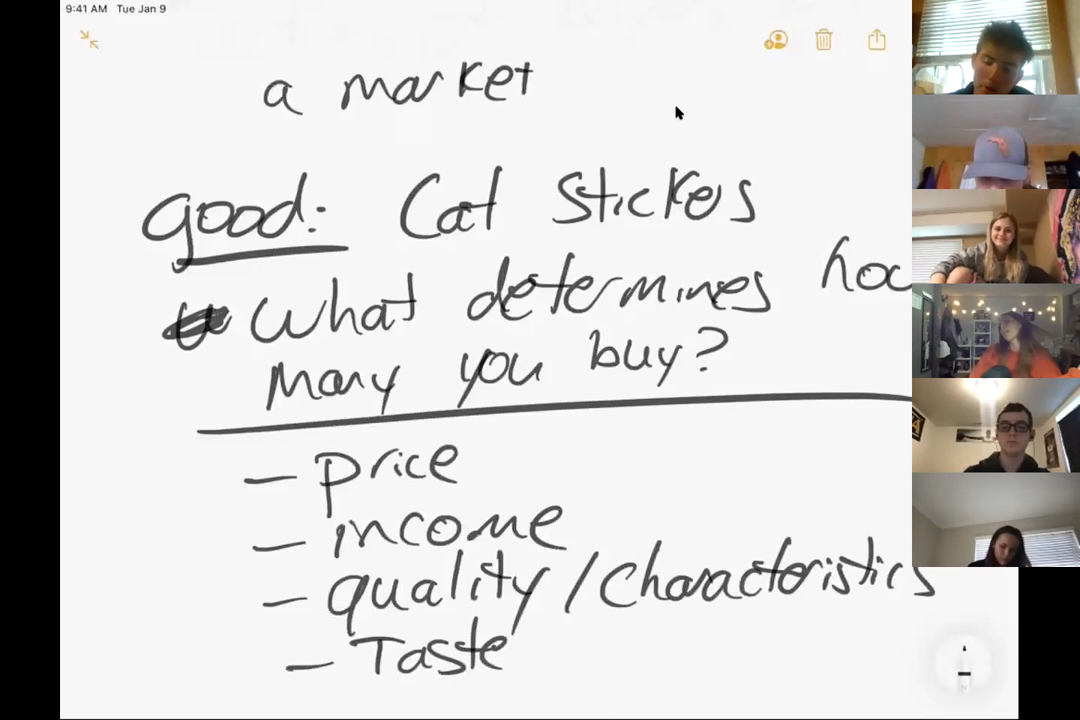 9:41 AM Tue Jan 9
a market
good: Cat Stickers
What determines how
many you buy?
- price
- income
- quality/characteristics
- Taste